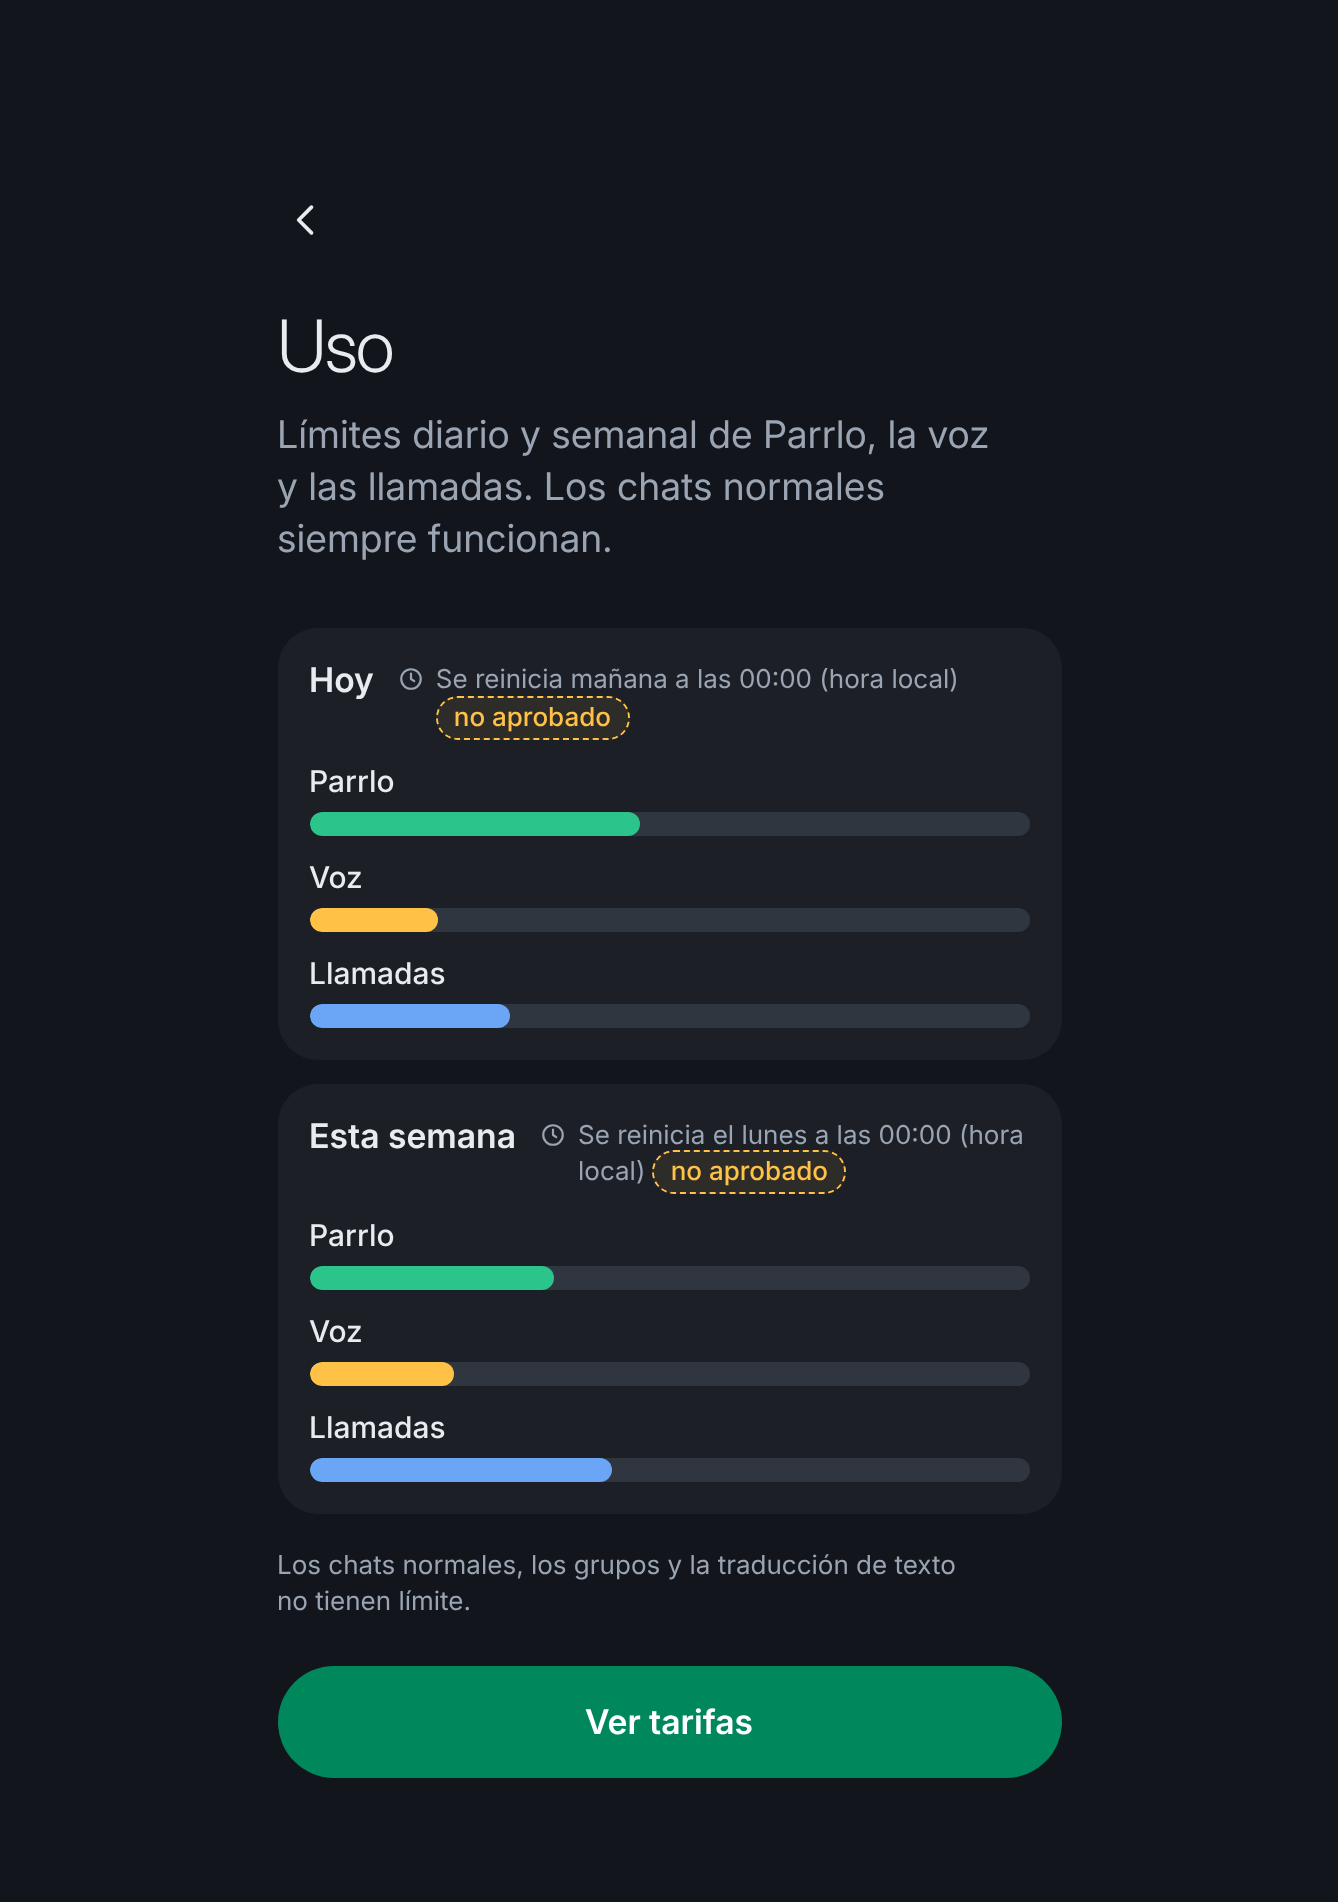 Uso
Límites diario y semanal de Parrlo, la voz
y las llamadas. Los chats normales
siempre funcionan.
Hoy Se reinicia mañana a las 00:00 (hora local)
no aprobado
Parrlo
Voz
Llamadas
Esta semana Se reinicia el lunes a las 00:00 (hora
local) no aprobado
Parrlo
Voz
Llamadas
Los chats normales, los grupos y la traducción de texto
no tienen límite.
Ver tarifas